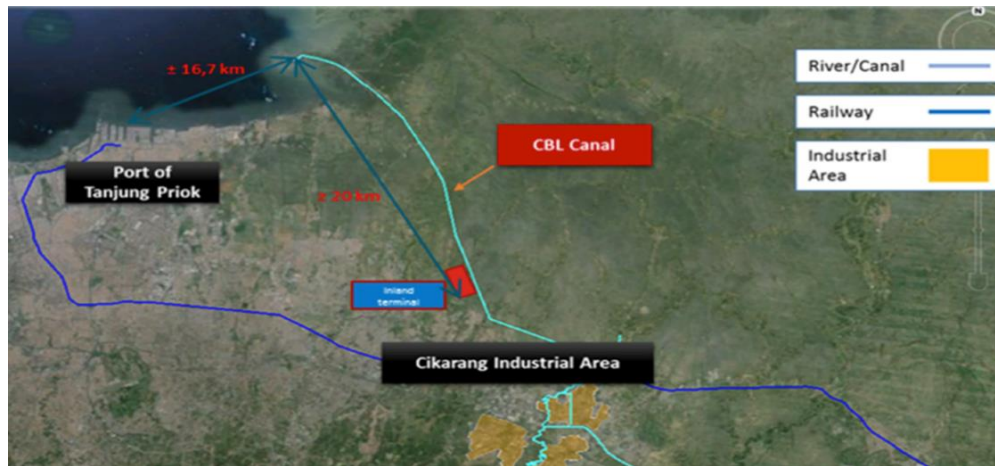 N
± 16,7 km
River/Canal
Railway
CBL Canal
Industrial
Area
Port of
Tanjung Priok
± 20 km
Inland
terminal
Cikarang Industrial Area